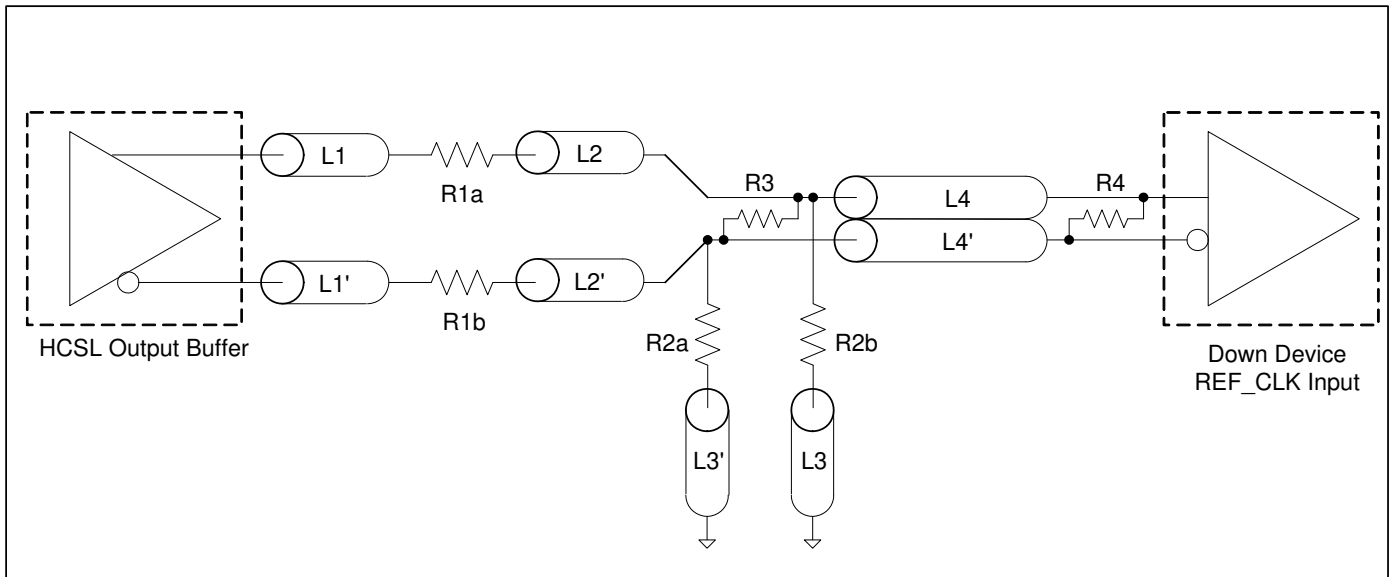 L1
R1a
L2
R3
L4
R4
L4'
L1'
R1b
L2'
HCSL Output Buffer
R2a
R2b
Down Device
REF_CLK Input
L3'
L3